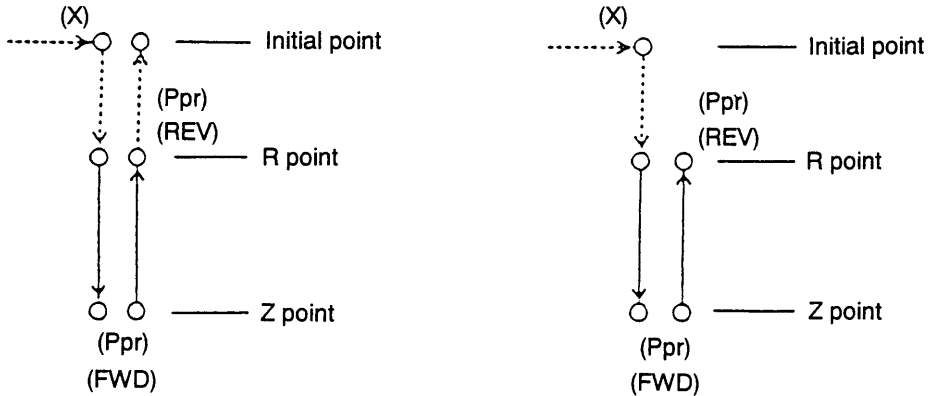 (X)
Initial point
(Ppr)
(REV)
R point
Z point
(Ppr)
(FWD)
(X)
Initial point
(Ppr)
(REV)
R point
Z point
(Ppr)
(FWD)